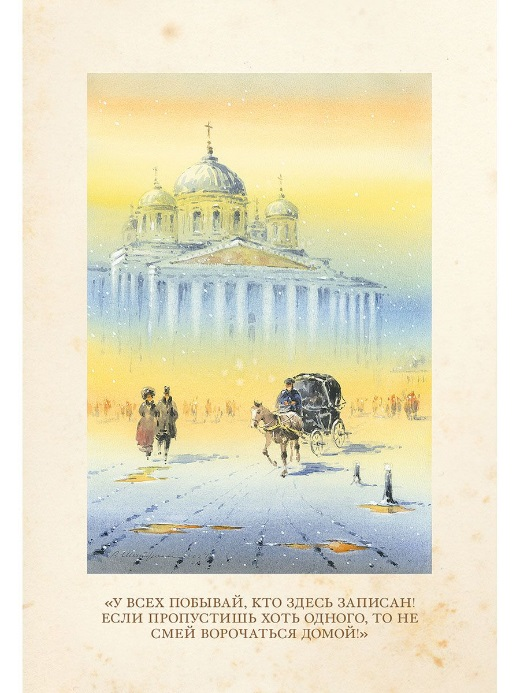 «У ВСЕХ ПОБЫВАЙ, КТО ЗДЕСЬ ЗАПИСАН!
ЕСЛИ ПРОПУСТИШЬ ХОТЬ ОДНОГО, ТО НЕ
СМЕЙ ВОРОЧАТЬСЯ ДОМОЙ!»